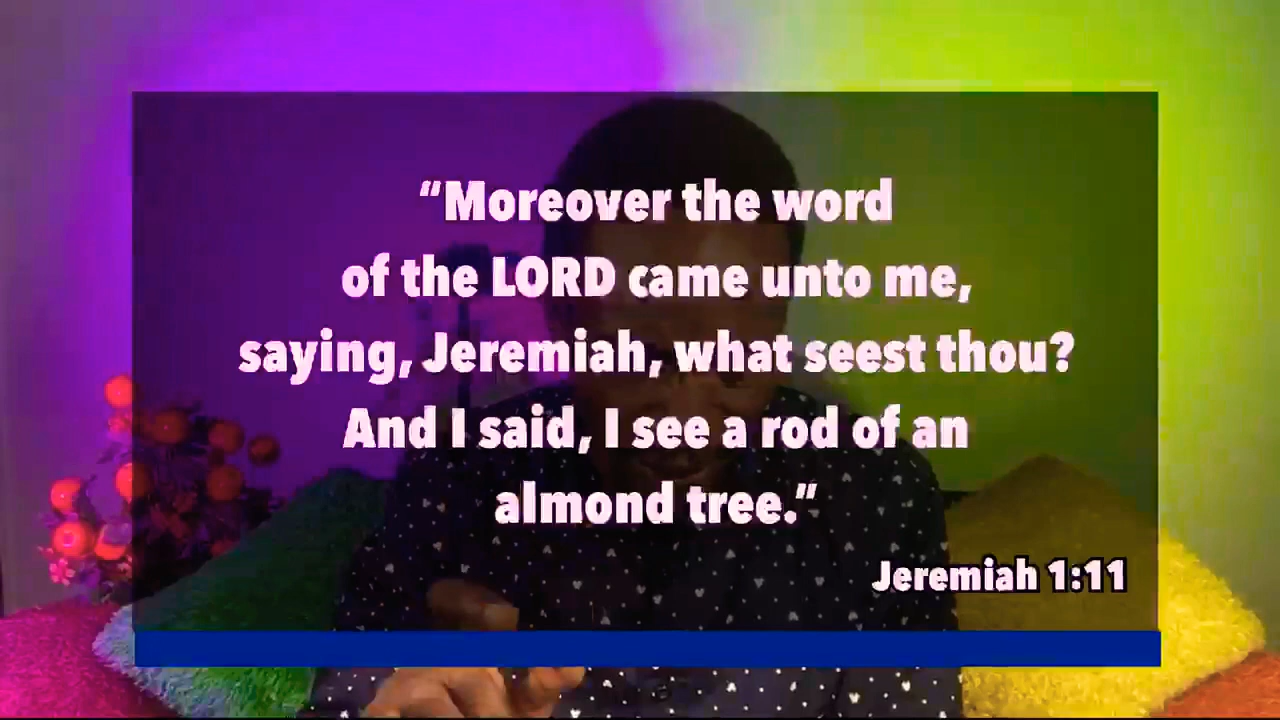 “Moreover the word
of the LORD came unto me,
saying, Jeremiah, what seest thou?
And I said, I see a rod of an
almond tree.”
Jeremiah 1:11